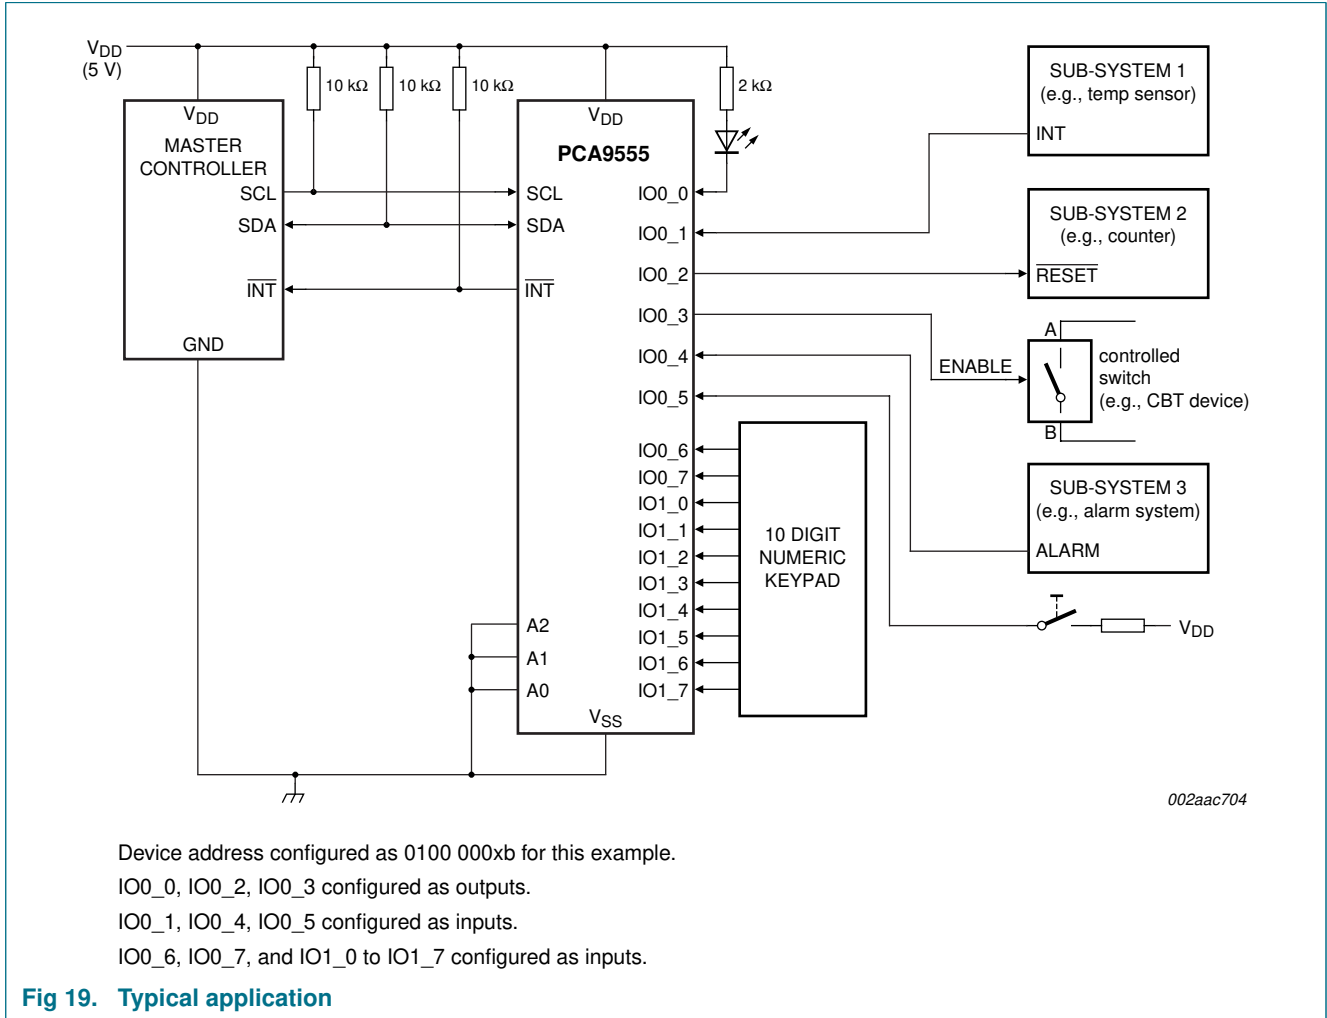 VDD
(5 V)
10 kΩ
10 kΩ
10 kΩ
2 kΩ
VDD
MASTER
CONTROLLER
SCL
SDA
INT
GND
VDD
PCA9555
SCL
SDA
INT
A2
A1
A0
VSS
IO0_0
IO0_1
IO0_2
IO0_3
IO0_4
IO0_5
IO0_6
IO0_7
IO1_0
IO1_1
IO1_2
IO1_3
IO1_4
IO1_5
IO1_6
IO1_7
10 DIGIT
NUMERIC
KEYPAD
SUB-SYSTEM 1
(e.g., temp sensor)
INT
SUB-SYSTEM 2
(e.g., counter)
RESET
A
ENABLE
B
controlled
switch
(e.g., CBT device)
SUB-SYSTEM 3
(e.g., alarm system)
ALARM
VDD
002aac704
Device address configured as 0100 000xb for this example.
IO0_0, IO0_2, IO0_3 configured as outputs.
IO0_1, IO0_4, IO0_5 configured as inputs.
IO0_6, IO0_7, and IO1_0 to IO1_7 configured as inputs.
Fig 19. Typical application